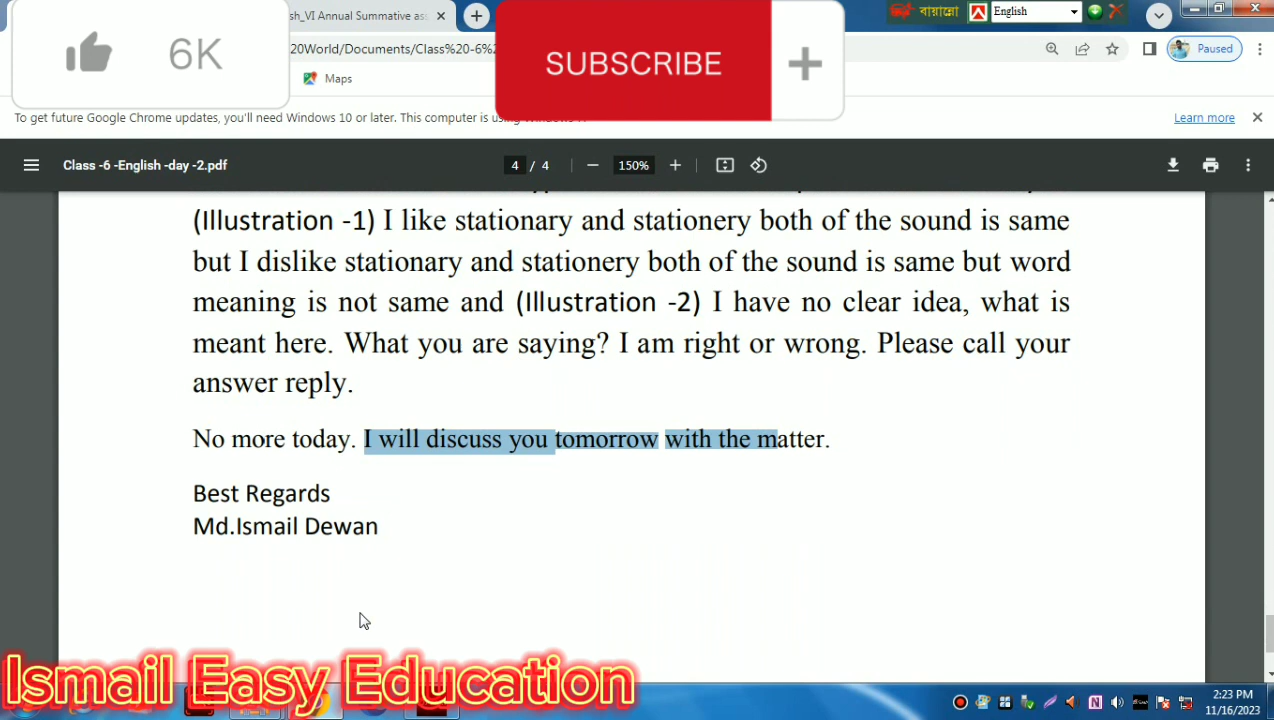 sh_VI Annual Summative as
বায়ান্নো
English
6K
SUBSCRIBE
20World/Documents/Class%20-6%2
Paused
Maps
To get future Google Chrome updates, you'll need Windows 10 or later. This computer is using
Learn more
Class -6 -English -day -2.pdf
4 / 4
150%
(Illustration -1) I like stationary and stationery both of the sound is same
but I dislike stationary and stationery both of the sound is same but word
meaning is not same and (Illustration -2) I have no clear idea, what is
meant here. What you are saying? I am right or wrong. Please call your
answer reply.
No more today. I will discuss you tomorrow with the matter.
Best Regards
Md.Ismail Dewan
Ismail Easy Education
2:23 PM
11/16/2023